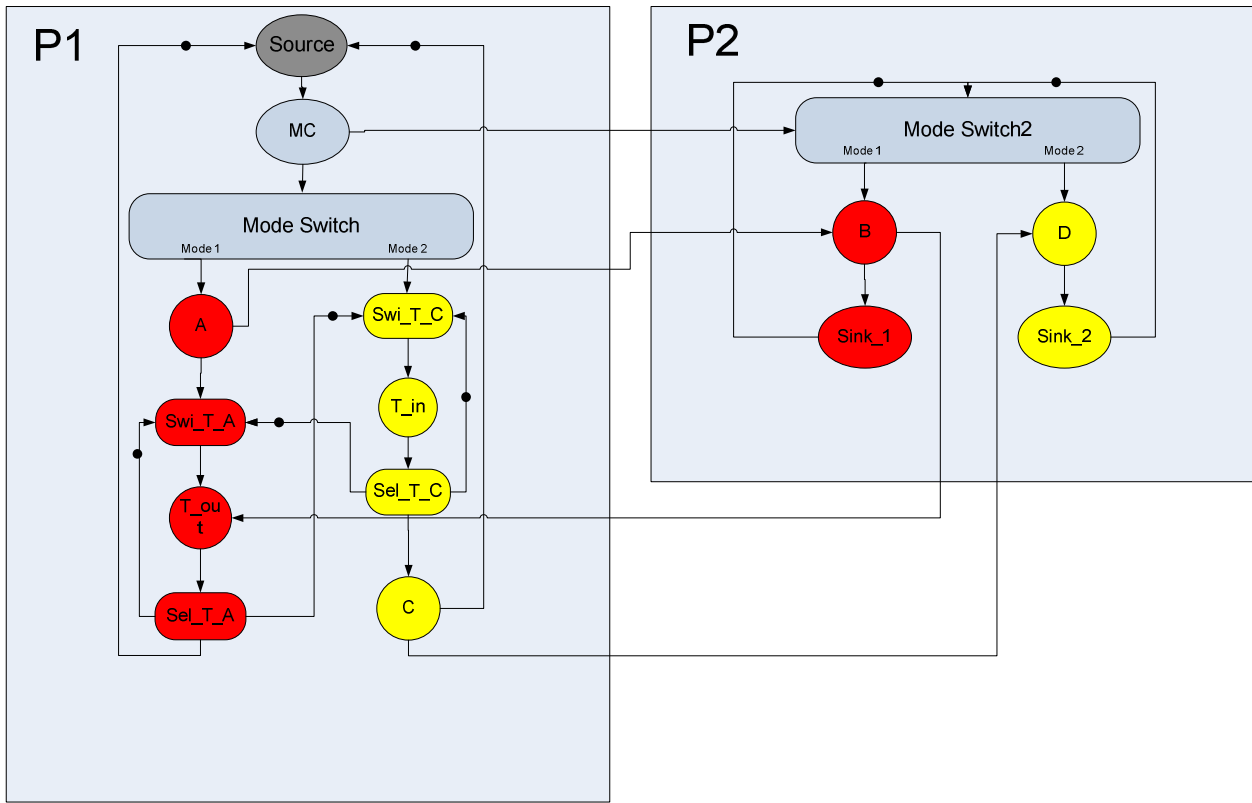 P1
Source
MC
Mode Switch
Mode 1
Mode 2
A
Swi_T_C
T_in
Swi_T_A
Sel_T_C
T_ou
t
Sel_T_A
C
P2
Mode Switch2
Mode 1
Mode 2
B
D
Sink_1
Sink_2